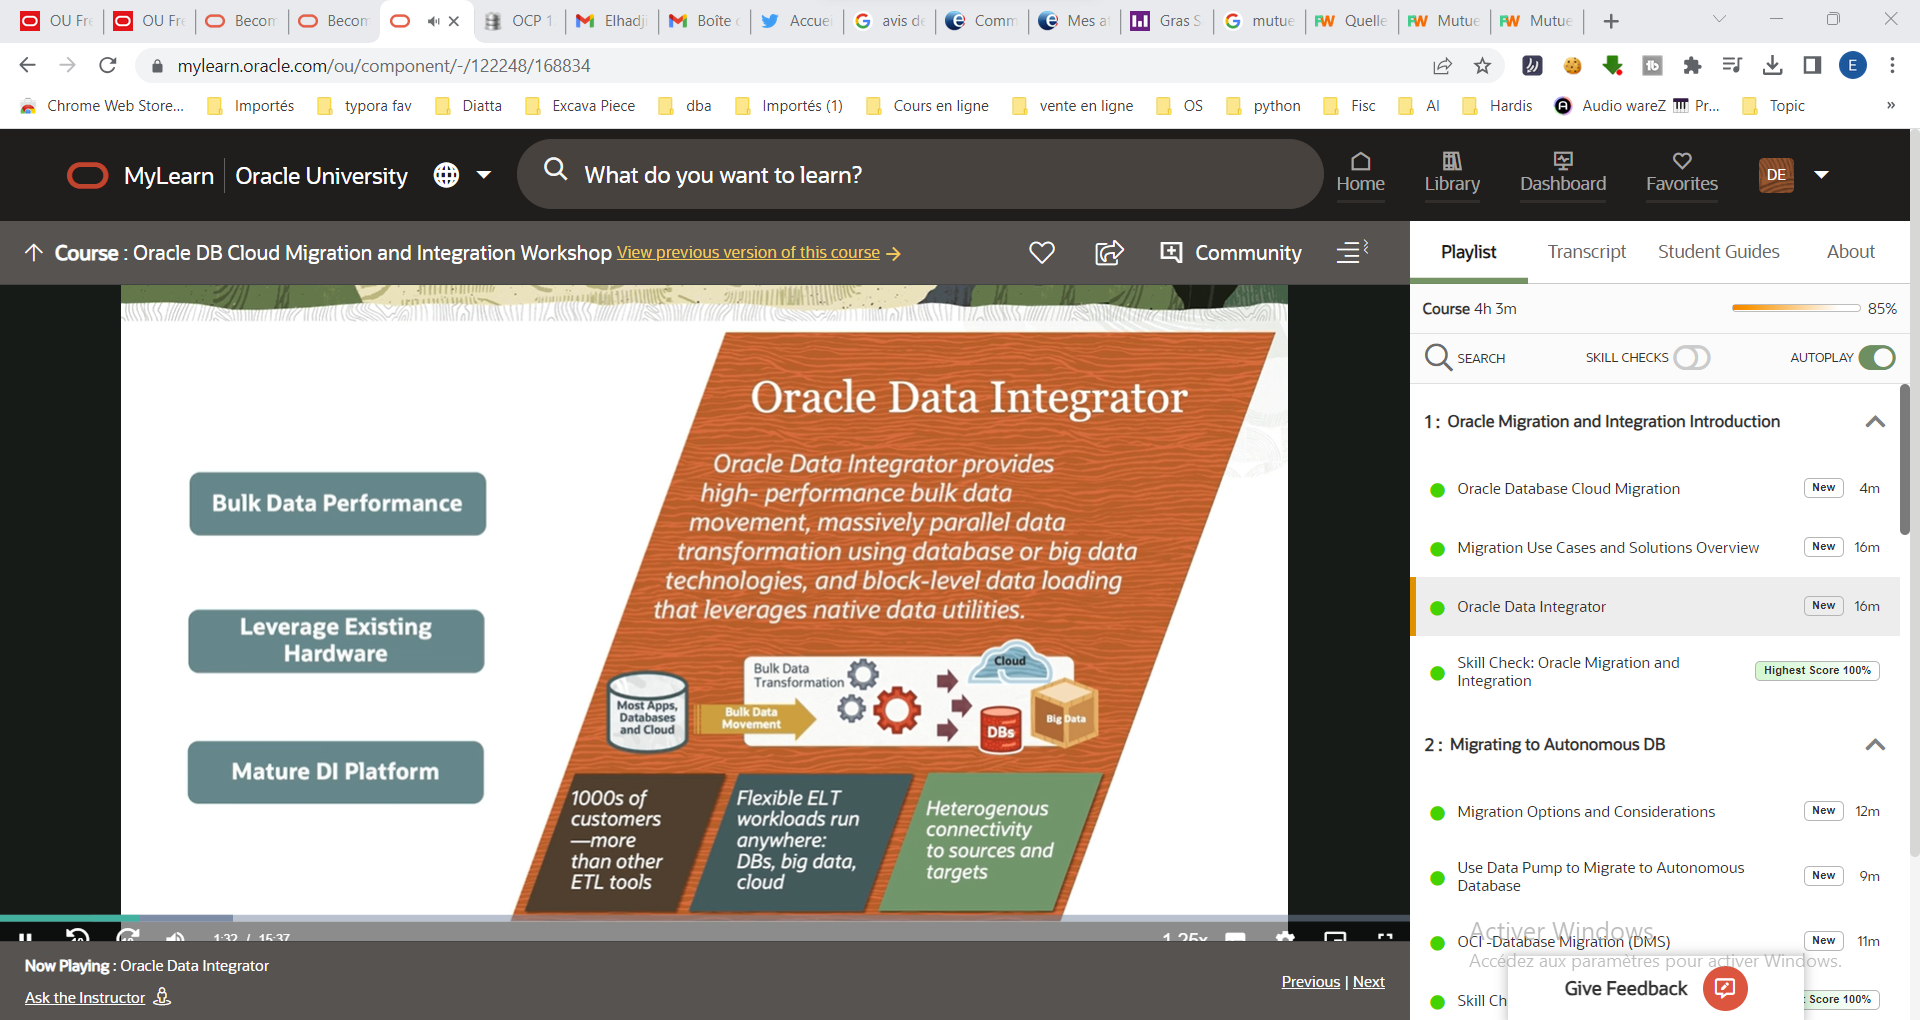 OU Fre
OU Fre
Becom
Becom
OCP 1
Elhadji
Boîte
Accuei
avis de
Comm
Mes a
Gras S
mutue
Quelle
Mutue
Mutue
mylearn.oracle.com/ou/component/-/122248/168834
E
Chrome Web Store...
Importés
typora fav
Diatta
Excava Piece
dba
Importés (1)
Cours en ligne
vente en ligne
OS
python
Fisc
AI
Hardis
Audio wareZ
Pr...
Topic
»
MyLearn
Oracle University
What do you want to learn?
Home
Library
Dashboard
Favorites
DE
Course : Oracle DB Cloud Migration and Integration Workshop View previous version of this course
Community
Playlist
Transcript
Student Guides
About
Course 4h 3m
85%
SEARCH
SKILL CHECKS
AUTOPLAY
Bulk Data Performance
Leverage Existing
Hardware
Mature DI Platform
Oracle Data Integrator
Oracle Data Integrator provides
high- performance bulk data
movement, massively parallel data
transformation using database or big data
technologies, and block-level data loading
that leverages native data utilities.
Most Apps,
Databases
and Cloud
Bulk Data
Movement
Bulk Data
Transformation
Cloud
DBs
Big Data
1000s of
customers
—more
than other
ETL tools
Flexible ELT
workloads run
anywhere:
DBs, big data,
cloud
Heterogenous
connectivity
to sources and
targets
1:32 / 15:37
1.25x
Now Playing : Oracle Data Integrator
Ask the Instructor
Previous | Next
1 : Oracle Migration and Integration Introduction
Oracle Database Cloud Migration New 4m
Migration Use Cases and Solutions Overview New 16m
Oracle Data Integrator New 16m
Skill Check: Oracle Migration and
Integration
Highest Score 100%
2 : Migrating to Autonomous DB
Migration Options and Considerations New 12m
Use Data Pump to Migrate to Autonomous
Database
New 9m
OCI -Database Migration (DMS) New 11m
Activer Windows
Accédez aux paramètres pour activer Windows.
Skill Ch
Score 100%
Give Feedback